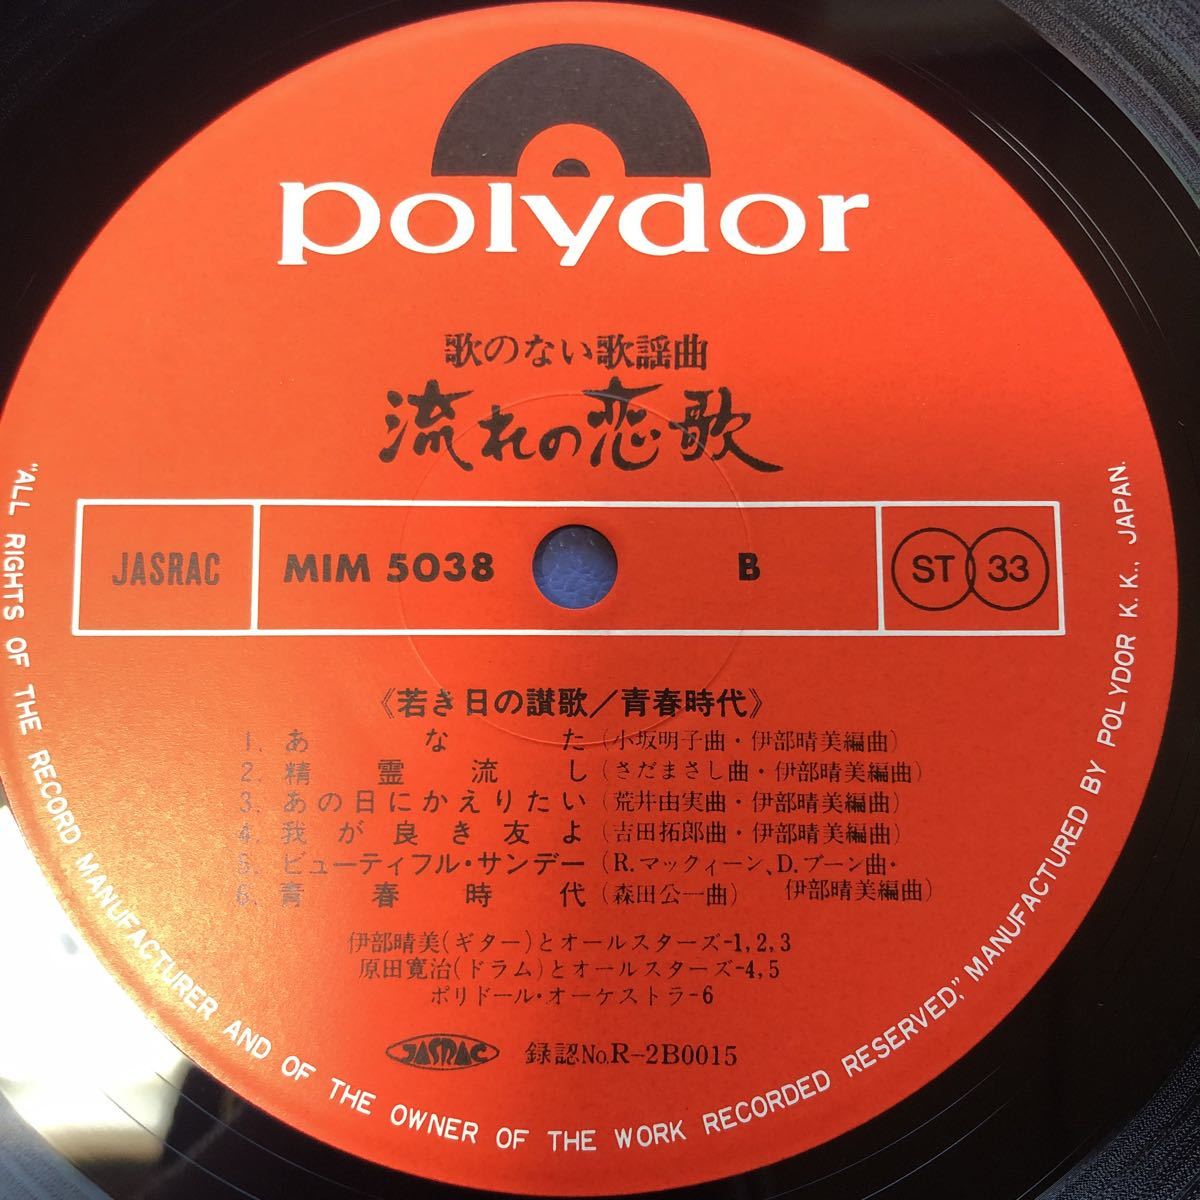 polydor
歌のない歌謡曲
流れの恋歌
JASRAC MIM 5038 B ST 33
《若き日の讃歌/青春時代》
1. あなた(小坂明子曲・伊部晴美編曲)
2. 精霊流し(さだまさし曲・伊部晴美編曲)
3. あの日にかえりたい(荒井由実曲・伊部晴美編曲)
4. 我が良き友よ(吉田拓郎曲・伊部晴美編曲)
5. ビューティフル・サンデー(R.マックィーン、D.ブーン曲・
6. 青春時代(森田公一曲) 伊部晴美編曲)
伊部晴美(ギター)とオールスターズ-1,2,3
原田寛治(ドラム)とオールスターズ-4,5
ポリドール・オーケストラ-6
JASRAC 録認No.R-2B0015
"ALL RIGHTS OF THE RECORD MANUFACTURER AND OF THE OWNER OF THE WORK RECORDED RESERVED," MANUFACTURED BY POLYDOR K.K., JAPAN.